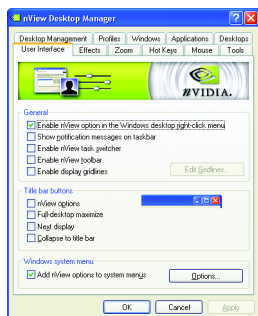 nView Desktop Manager
Desktop Management Profiles Windows Applications Desktops
User Interface Effects Zoom Hot Keys Mouse Tools
NVIDIA.
General
Enable nView option in the Windows desktop right-click menu
Show notification messages on taskbar
Enable nView task switcher
Enable nView toolbar
Enable display gridlines
Edit Gridlines...
Title bar buttons
nView options
Full-desktop maximize
Next display
Collapse to title bar
Windows system menu
Add nView options to system menus
Options...
OK Cancel Apply